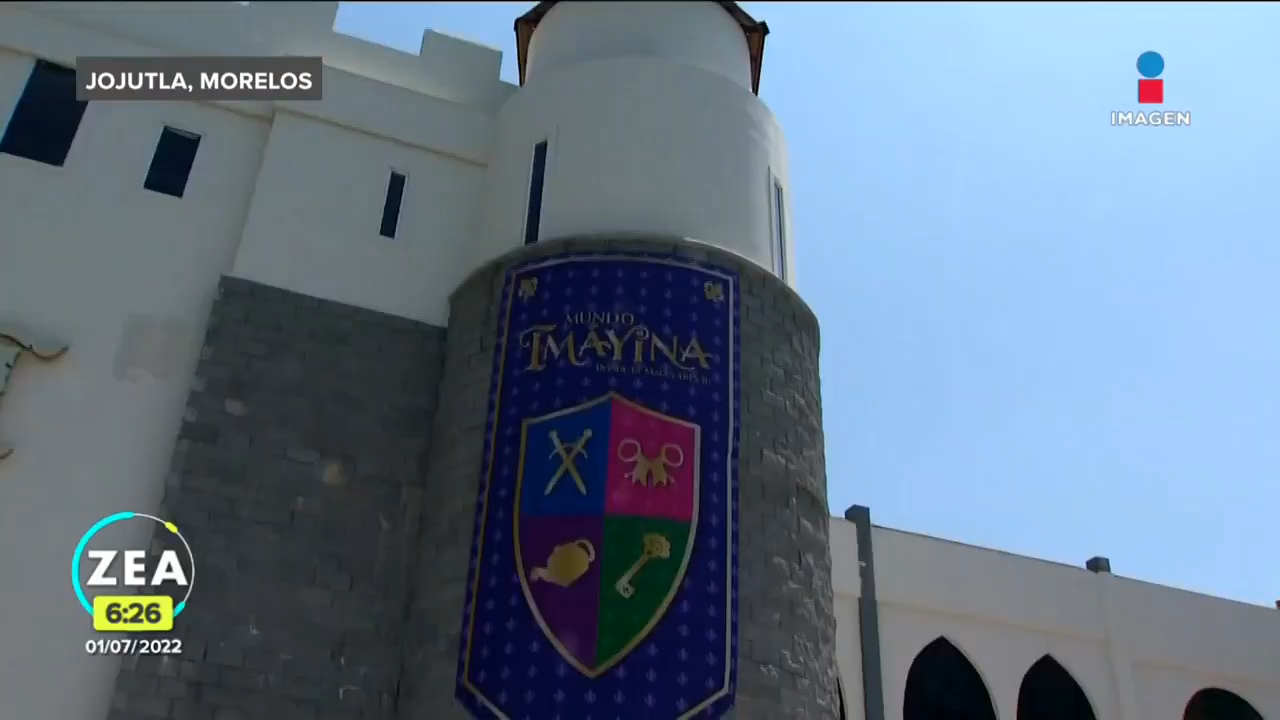 JOJUTLA, MORELOS
IMAGEN
MUNDO
IMAYINA
ZEA
6:26
01/07/2022